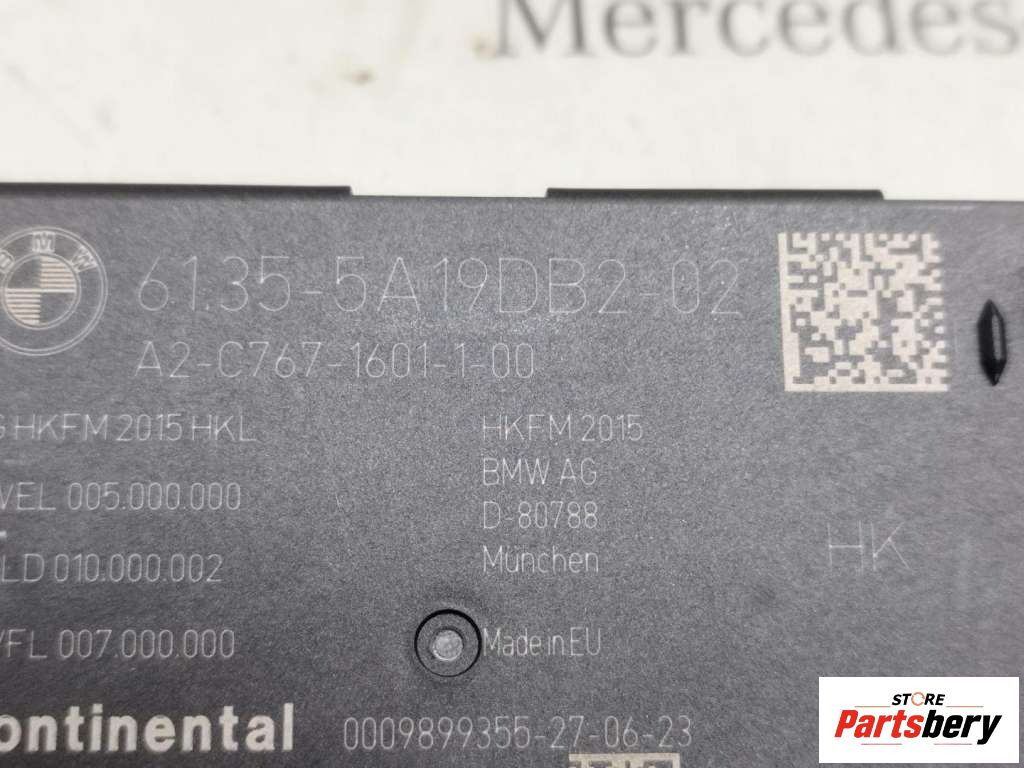 Mercedes
BMW
61.35-5A19DB2-02
A2-C767-1601-1-00
HKFM 2015 HKL
HKFM 2015
BMW AG
VEL 005.000.000
D-80788
LD 010.000.002
München
HK
FL 007.000.000
Made in EU
ontinental
0009899355-27-06-23
STORE
Partsbery